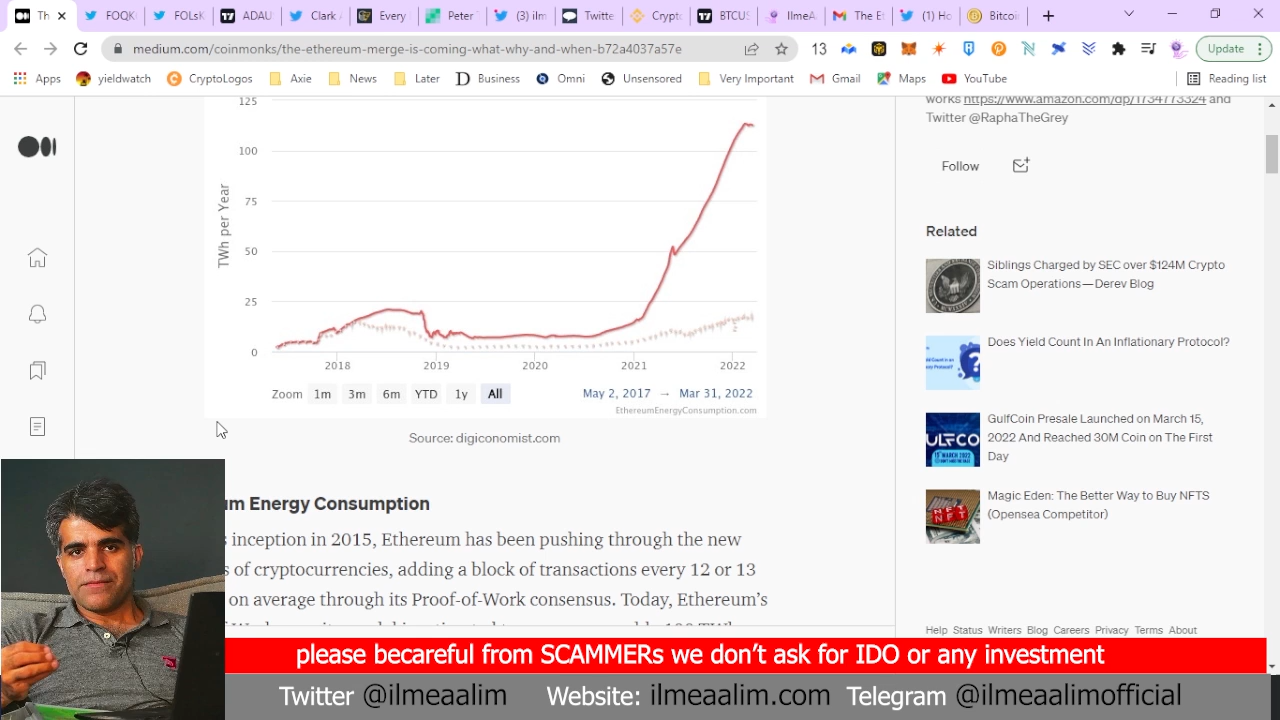 Th
FOQK
FOLsK
ADAU
Clark
Every
Peter
(3) ilm
Twitte
Crypto
BTCUS
IlmeA
The E
(1) Ho
Bitcoi
medium.com/coinmonks/the-ethereum-merge-is-coming-what-why-and-when-b72a4037a57e
13
Update
Apps
yieldwatch
CryptoLogos
Axie
News
Later
Business
Omni
Unsensored
Very Important
Gmail
Maps
YouTube
Reading list
125
100
75
50
25
0
TWh per Year
2018
2019
2020
2021
2022
Zoom 1m 3m 6m YTD 1y All
May 2, 2017 → Mar 31, 2022
EthereumEnergyConsumption.com
Source: digiconomist.com
um Energy Consumption
inception in 2015, Ethereum has been pushing through the new
s of cryptocurrencies, adding a block of transactions every 12 or 13
on average through its Proof-of-Work consensus. Today, Ethereum's
works https://www.amazon.com/dp/1734773324 and
Twitter @RaphaTheGrey
Follow
Related
Siblings Charged by SEC over $124M Crypto
Scam Operations — Derev Blog
Does Yield Count In An Inflationary Protocol?
GulfCoin Presale Launched on March 15,
2022 And Reached 30M Coin on The First
Day
Magic Eden: The Better Way to Buy NFTS
(Opensea Competitor)
Help Status Writers Blog Careers Privacy Terms About
please becareful from SCAMMERs we don't ask for IDO or any investment
Twitter @ilmeaalim Website: ilmeaalim.com Telegram @ilmeaalimofficial